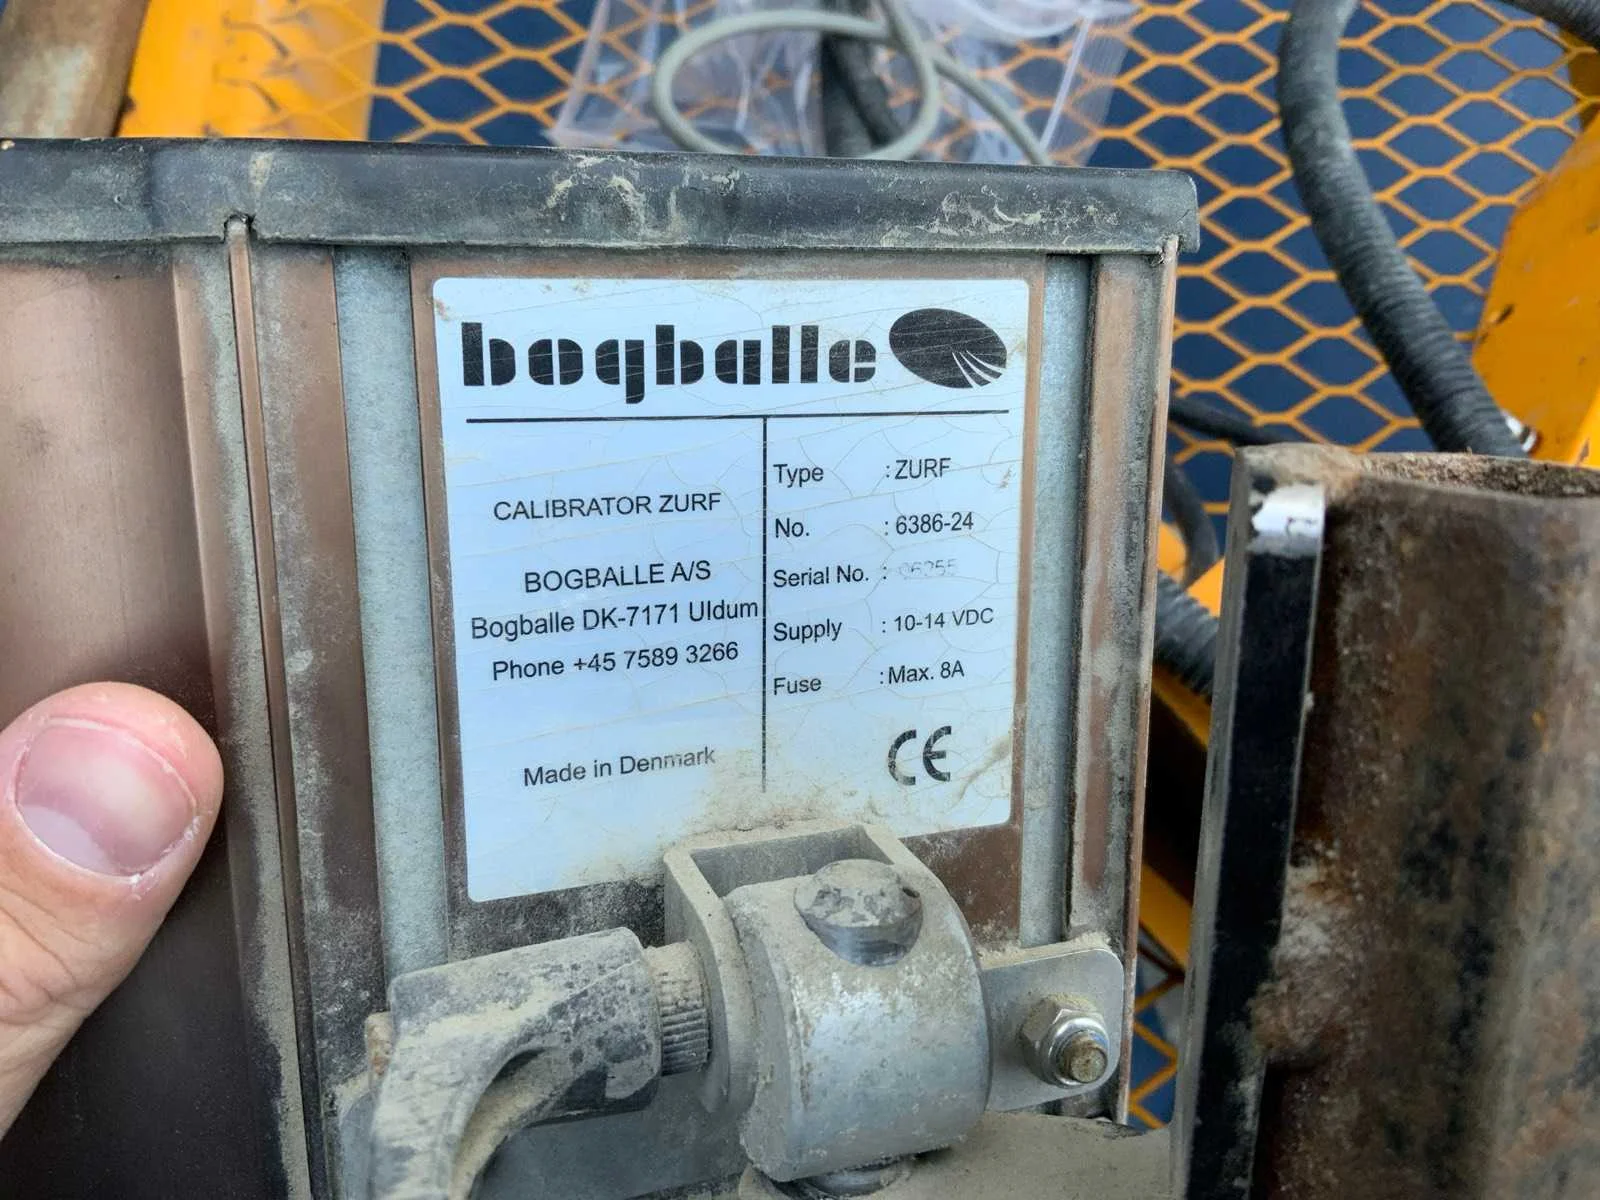 bogballe
CALIBRATOR ZURF
BOGBALLE A/S
Bogballe DK-7171 Uldum
Phone +45 7589 3266
Made in Denmark
Type : ZURF
No. : 6386-24
Serial No. :
Supply : 10-14 VDC
Fuse : Max. 8A
CE